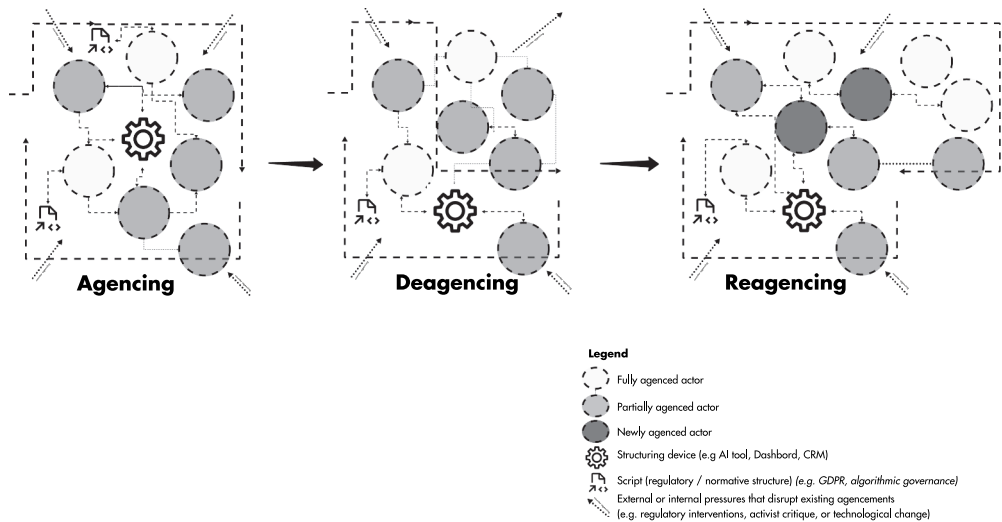 Agencing
Deagencing
Reagencing
Legend
Fully agenced actor
Partially agenced actor
Newly agenced actor
Structuring device (e.g AI tool, Dashbord, CRM)
Script (regulatory / normative structure) (e.g. GDPR, algorithmic governance)
External or internal pressures that disrupt existing agencements
(e.g. regulatory interventions, activist critique, or technological change)